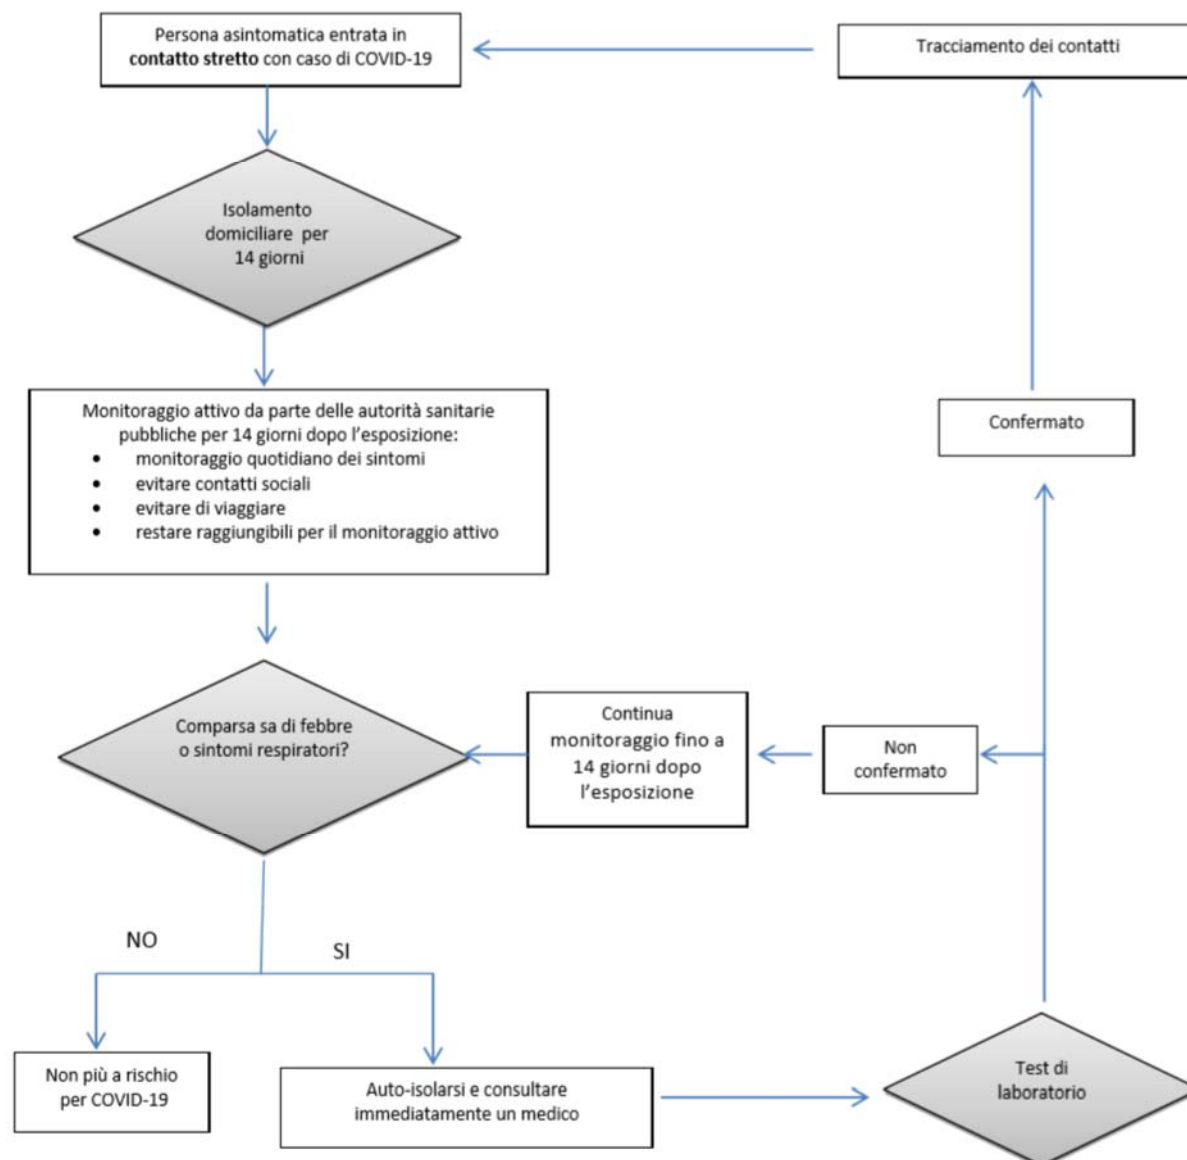 Persona asintomatica entrata in
contatto stretto con caso di COVID-19
Tracciamento dei contatti
Isolamento
domiciliare per
14 giorni
Monitoraggio attivo da parte delle autorità sanitarie
pubbliche per 14 giorni dopo l'esposizione:
• monitoraggio quotidiano dei sintomi
• evitare contatti sociali
• evitare di viaggiare
• restare raggiungibili per il monitoraggio attivo
Confermato
Comparsa sa di febbre
o sintomi respiratori?
Continua
monitoraggio fino a
14 giorni dopo
l'esposizione
Non
confermato
NO
SI
Non più a rischio
per COVID-19
Auto-isolarsi e consultare
immediatamente un medico
Test di
laboratorio